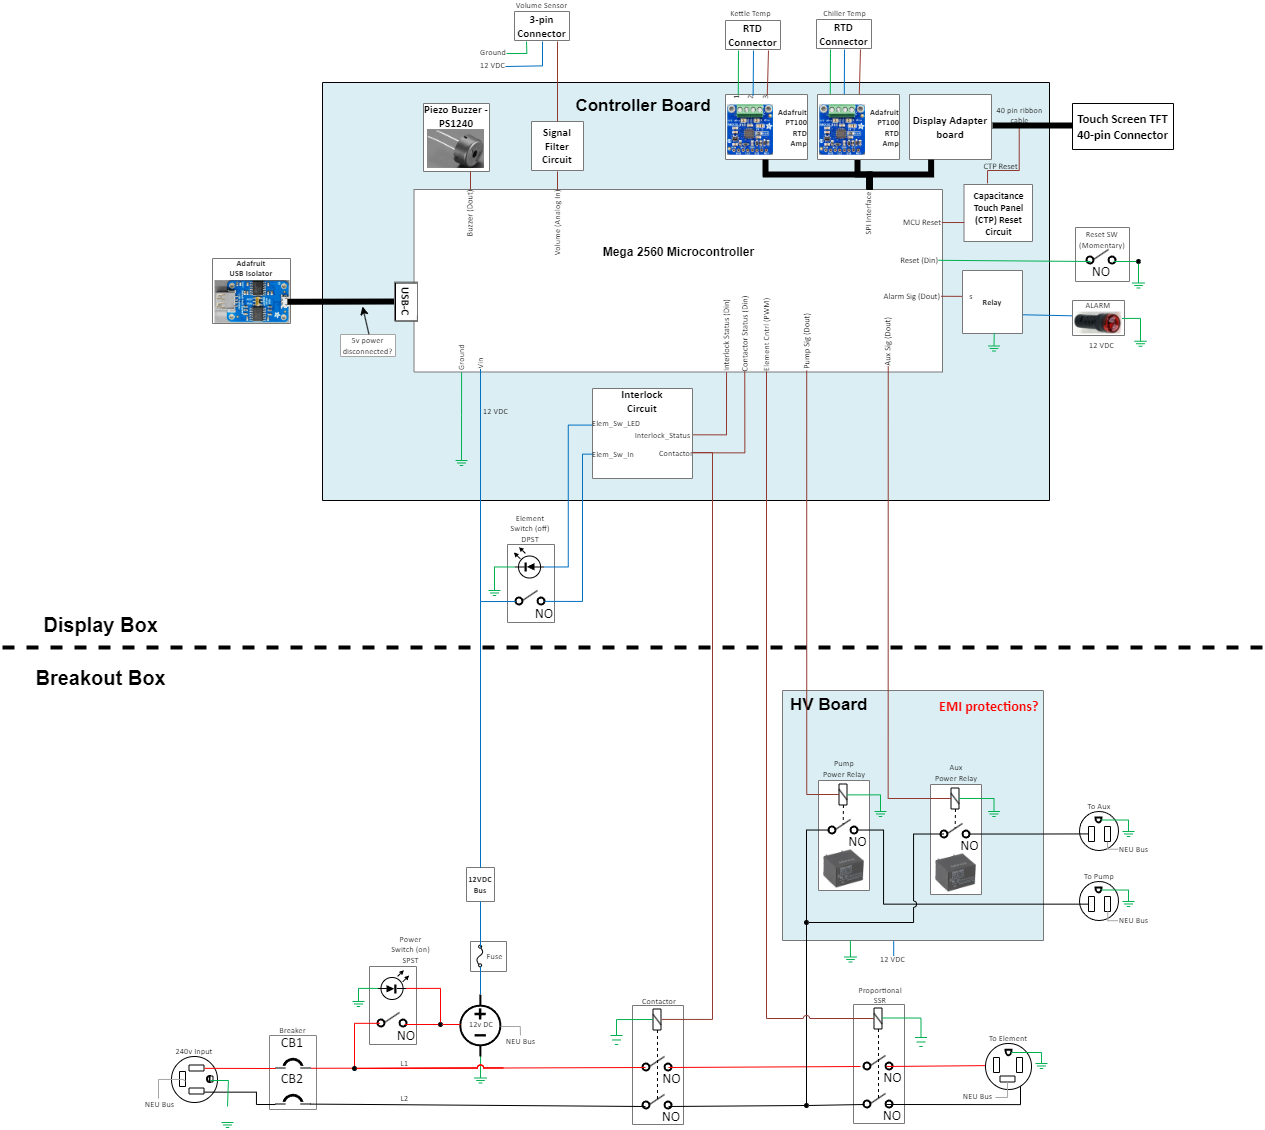 Volume Sensor
3-pin
Connector
Ground
12 VDC
Kettle Temp
RTD
Connector
Chiller Temp
RTD
Connector
Controller Board
Piezo Buzzer -
PS1240
Signal
Filter
Circuit
1
2
3
Adafruit
PT100
RTD
Amp
Adafruit
PT100
RTD
Amp
Display Adapter
board
40 pin ribbon
cable
Touch Screen TFT
40-pin Connector
CTP Reset
Capacitance
Touch Panel
(CTP) Reset
Circuit
Buzzer (Dout)
Volume (Analog In)
SPI Interface
MCU Reset
Mega 2560 Microcontroller
Reset (Din)
Reset SW
(Momentary)
NO
Adafruit
USB Isolator
USB-C
5v power
disconnected?
Alarm Sig (Dout)
s
Relay
ALARM
12 VDC
Ground
Vin
Interlock Status (Din)
Contactor Status (Din)
Element Cntrl (PWM)
Pump Sig (Dout)
Aux Sig (Dout)
12 VDC
Interlock
Circuit
Elem_Sw_LED
Interlock_Status
Elem_Sw_In
Contactor
Element
Switch (off)
DPST
NO
Display Box
Breakout Box
HV Board
EMI protections?
Pump
Power Relay
NO
Aux
Power Relay
NO
To Aux
NEU Bus
To Pump
NEU Bus
12 VDC
12VDC
Bus
Fuse
Power
Switch (on)
SPST
NO
12v DC
NEU Bus
Breaker
CB1
CB2
240v Input
NEU Bus
L1
L2
Contactor
NO
NO
Proportional
SSR
NO
NO
To Element
NEU Bus